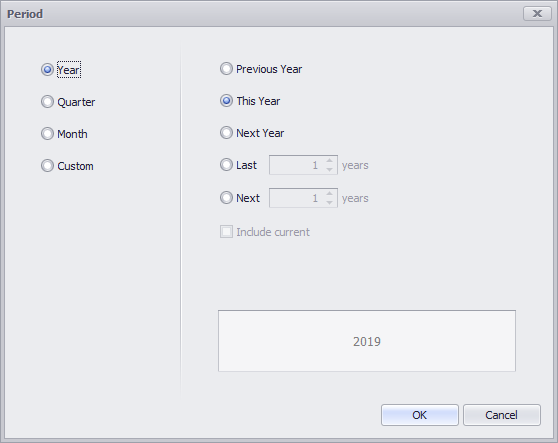 Period
Year
Quarter
Month
Custom
Previous Year
This Year
Next Year
Last 1 years
Next 1 years
Include current
2019
OK Cancel